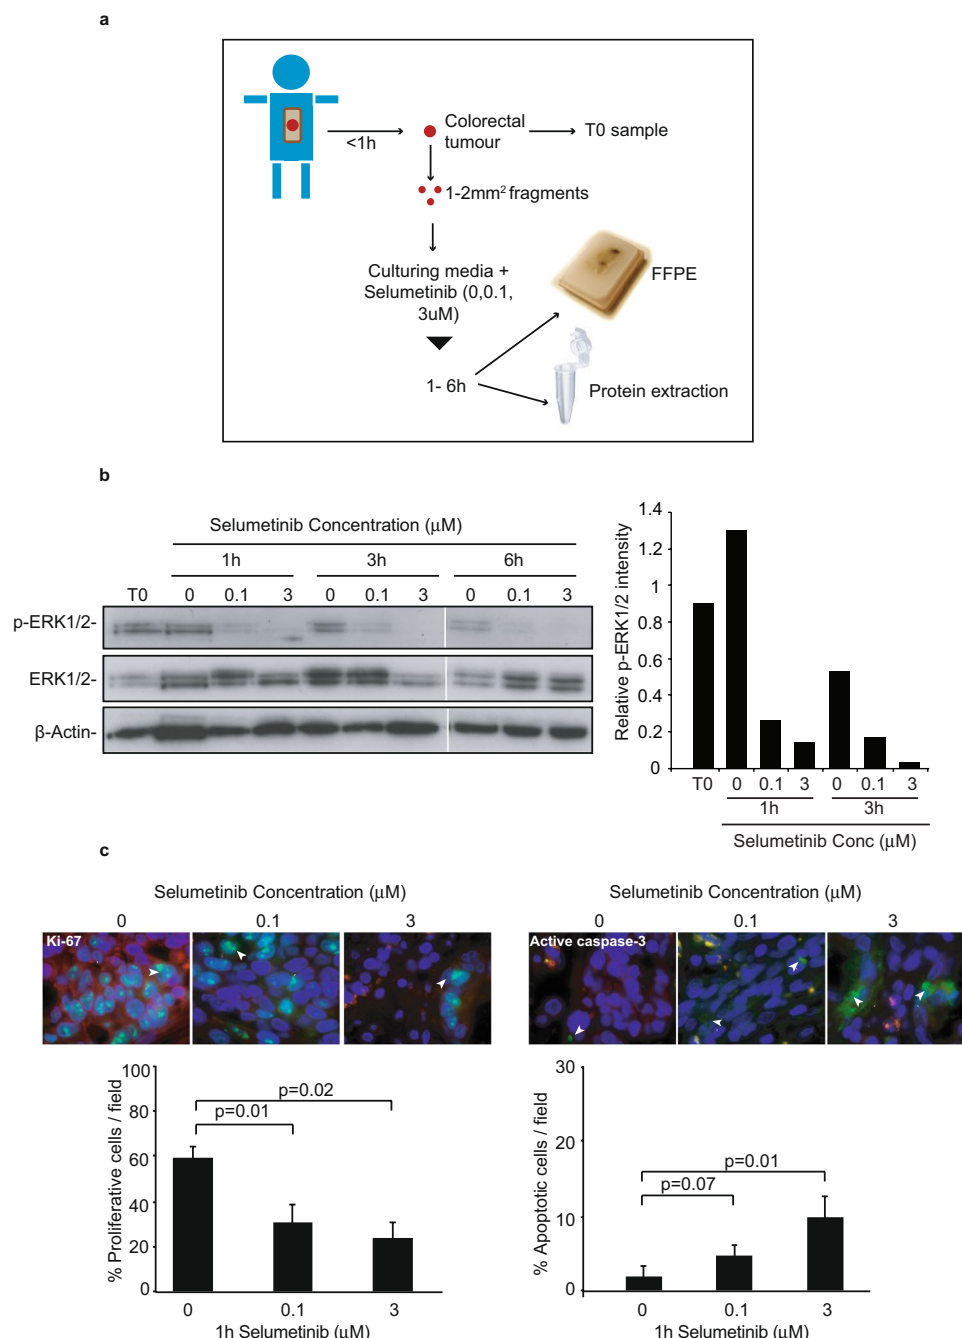 a
<1h
Colorectal
tumour
T0 sample
1-2mm² fragments
Culturing media +
Selumetinib (0,0.1,
3uM)
FFPE
1- 6h
Protein extraction
b
Selumetinib Concentration (μM)
1h 3h 6h
T0 0 0.1 3 0 0.1 3 0 0.1 3
p-ERK1/2-
ERK1/2-
β-Actin-
Relative p-ERK1/2 intensity
1.4
1.2
1
0.8
0.6
0.4
0.2
0
T0 0 0.1 3 0 0.1 3
1h 3h
Selumetinib Conc (μM)
c
Selumetinib Concentration (μM)
0 0.1 3
Ki-67
% Proliferative cells / field
100
80
60
40
20
0
p=0.02
p=0.01
0 0.1 3
1h Selumetinib (μM)
Selumetinib Concentration (μM)
0 0.1 3
Active caspase-3
% Apoptotic cells / field
30
20
10
0
p=0.01
p=0.07
0 0.1 3
1h Selumetinib (μM)